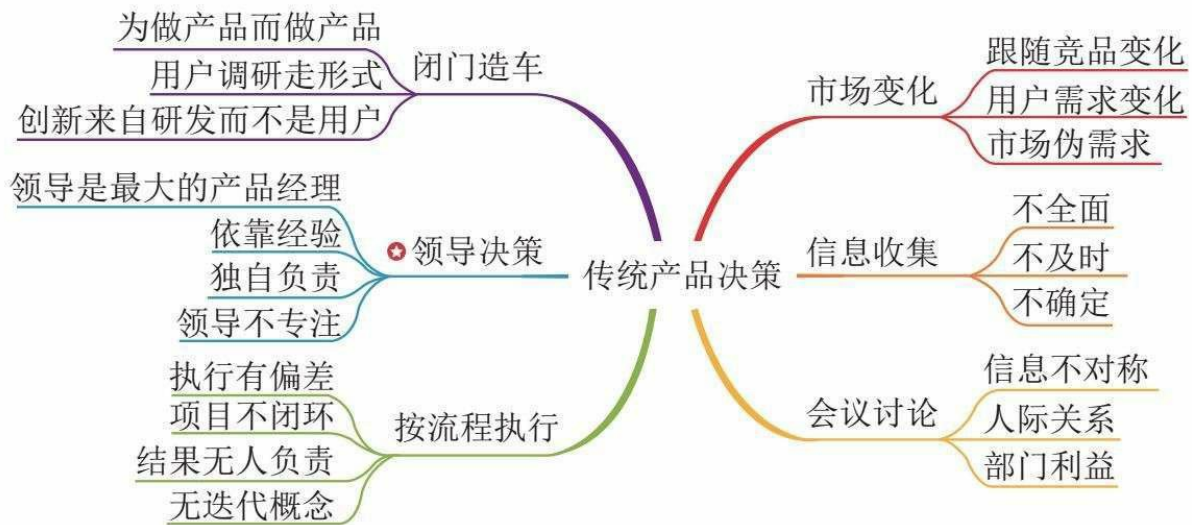 传统产品决策
市场变化
跟随竞品变化
用户需求变化
市场伪需求
信息收集
不全面
不及时
不确定
会议讨论
信息不对称
人际关系
部门利益
按流程执行
执行有偏差
项目不闭环
结果无人负责
无迭代概念
领导决策
领导是最大的产品经理
依靠经验
独自负责
领导不专注
闭门造车
为做产品而做产品
用户调研走形式
创新来自研发而不是用户